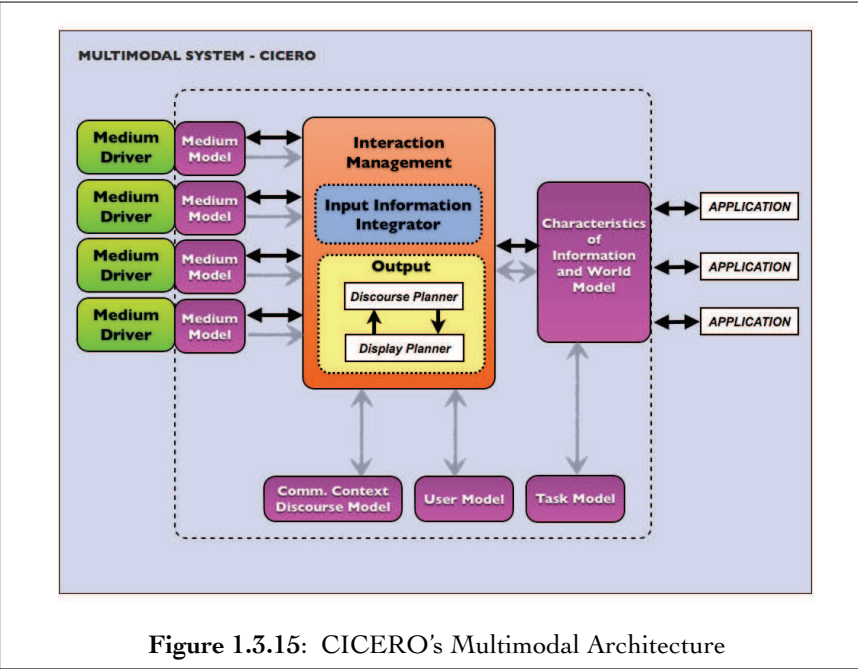 MULTIMODAL SYSTEM - CICERO
Medium
Driver
Medium
Model
Medium
Driver
Medium
Model
Medium
Driver
Medium
Model
Medium
Driver
Medium
Model
Interaction
Management
Input Information
Integrator
Output
Discourse Planner
Display Planner
Characteristics
of
Information
and World
Model
APPLICATION
APPLICATION
APPLICATION
Comm. Context
Discourse Model
User Model
Task Model
Figure 1.3.15: CICERO's Multimodal Architecture